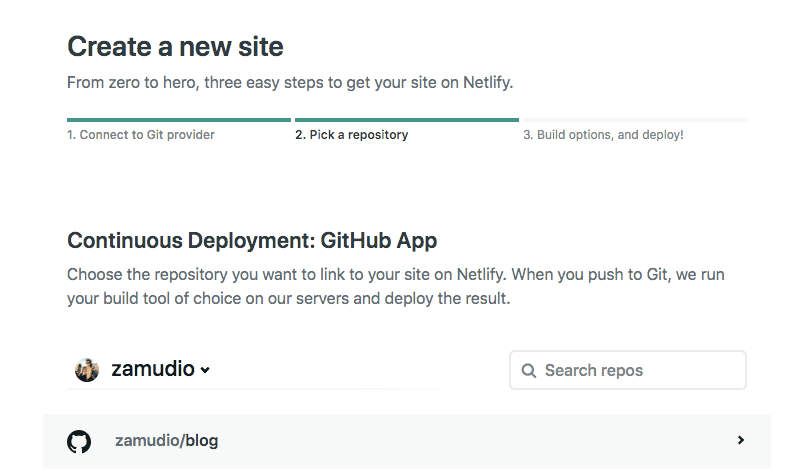 Create a new site
From zero to hero, three easy steps to get your site on Netlify.
1. Connect to Git provider
2. Pick a repository
3. Build options, and deploy!
Continuous Deployment: GitHub App
Choose the repository you want to link to your site on Netlify. When you push to Git, we run
your build tool of choice on our servers and deploy the result.
zamudio
Search repos
zamudio/blog